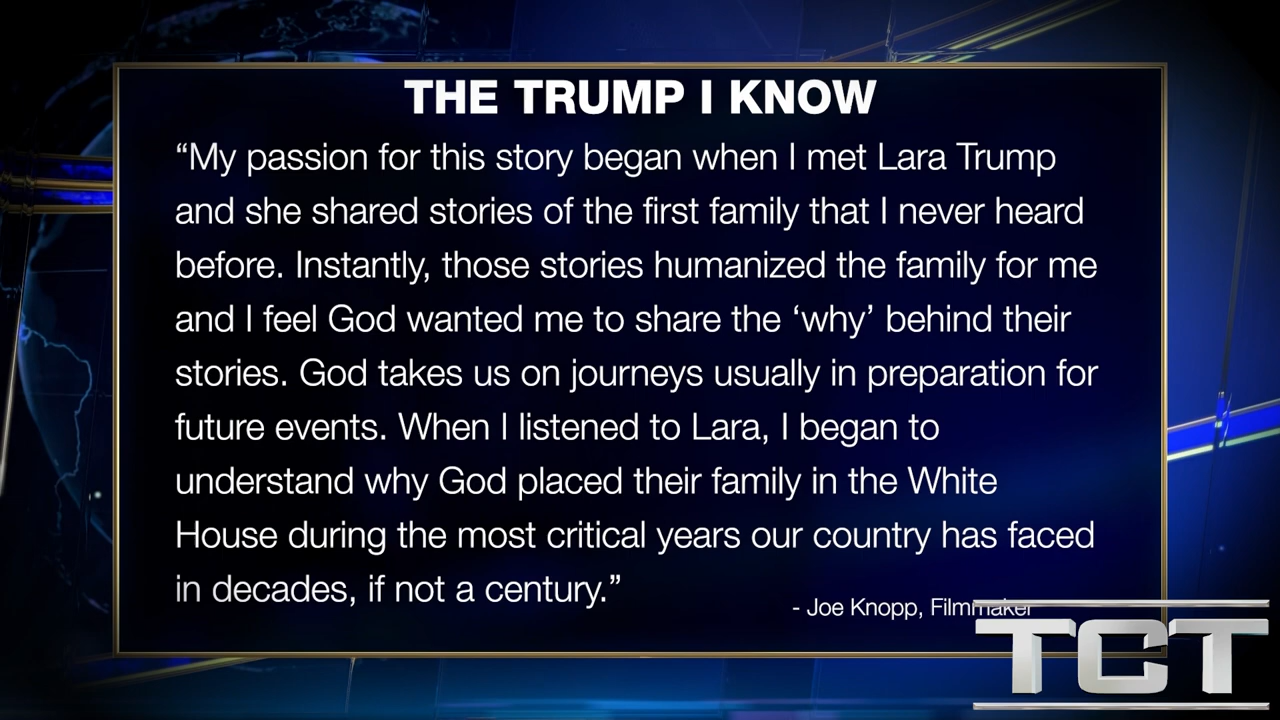 THE TRUMP I KNOW
“My passion for this story began when I met Lara Trump
and she shared stories of the first family that I never heard
before. Instantly, those stories humanized the family for me
and I feel God wanted me to share the ‘why’ behind their
stories. God takes us on journeys usually in preparation for
future events. When I listened to Lara, I began to
understand why God placed their family in the White
House during the most critical years our country has faced
in decades, if not a century.”
- Joe Knopp, Filmmaker
TCT